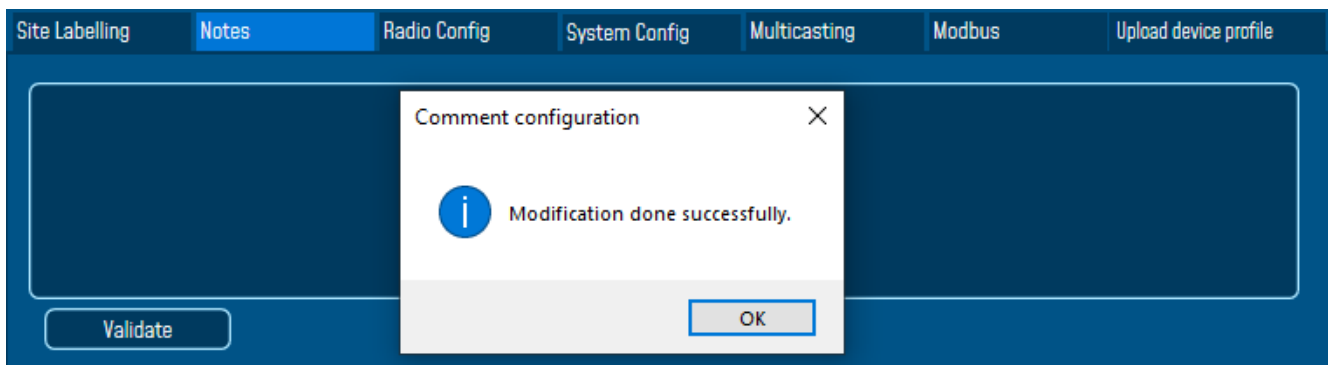 Site Labelling Notes Radio Config System Config Multicasting Modbus Upload device profile
Comment configuration
Modification done successfully.
OK
Validate